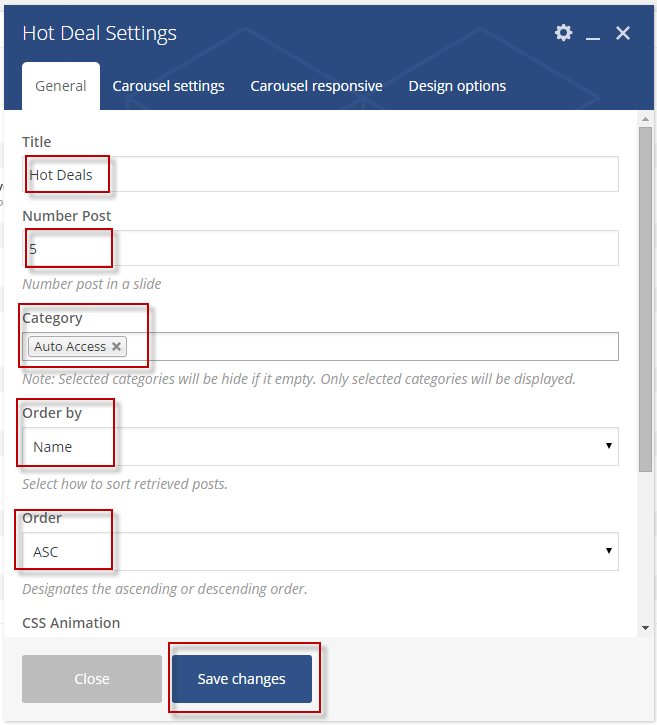 Hot Deal Settings
General Carousel settings Carousel responsive Design options
Title
Hot Deals
Number Post
5
Number post in a slide
Category
Auto Access
Note: Selected categories will be hide if it empty. Only selected categories will be displayed.
Order by
Name
Select how to sort retrieved posts.
Order
ASC
Designates the ascending or descending order.
CSS Animation
Close Save changes